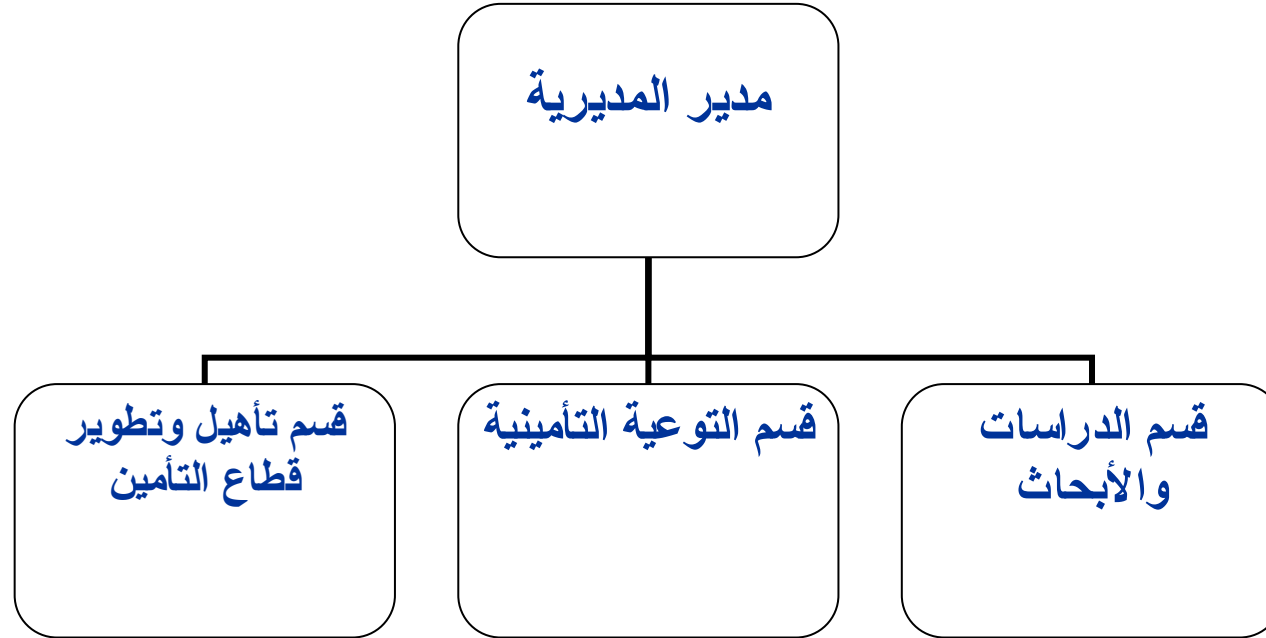 مدير المديرية
قسم الدراسات
والأبحاث
قسم التوعية التأمينية
قسم تأهيل وتطوير
قطاع التأمين